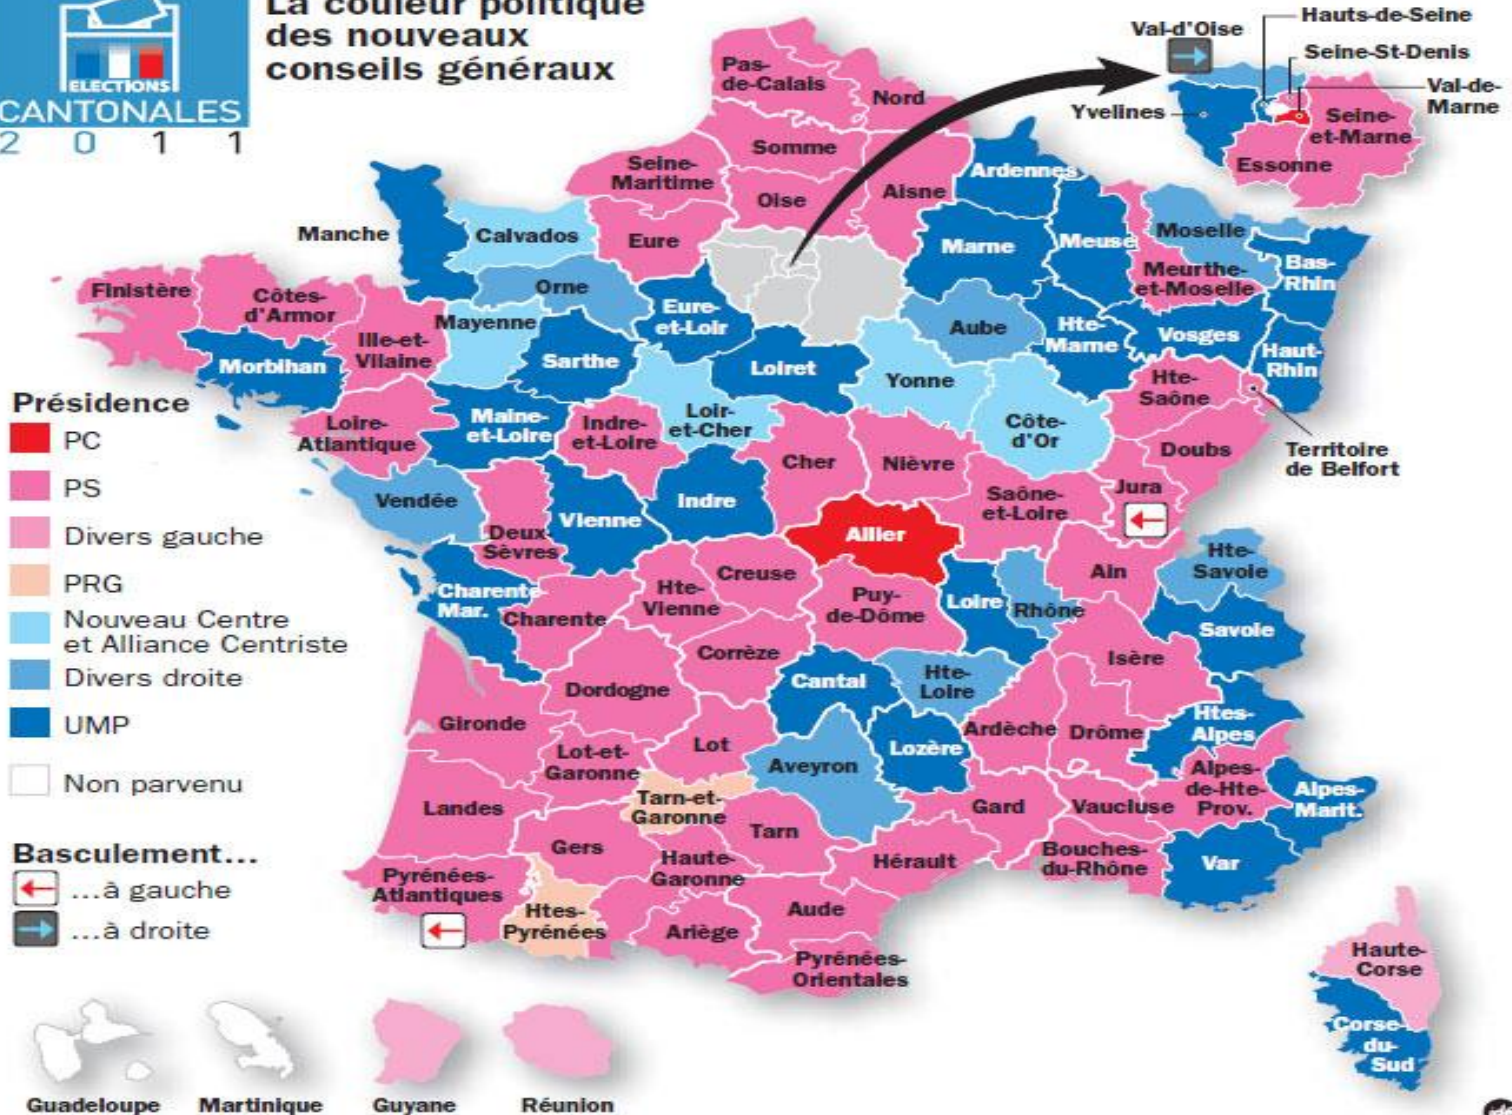 La couleur politique
des nouveaux
conseils généraux
ELECTIONS
CANTONALES
2011
Val-d'Oise
Hauts-de-Seine
Seine-St-Denis
Val-de-
Marne
Yvelines
Seine-
et-Marne
Essonne
Pas-
de-Calais
Nord
Somme
Seine-
Maritime
Oise
Aisne
Ardennes
Manche
Calvados
Eure
Marne
Meuse
Moselle
Meurthe-
et-Moselle
Bas-
Rhin
Finistère
Côtes-
d'Armor
Orne
Mayenne
Ille-et-
Vilaine
Eure-
et-Loir
Aube
Hte-
Marne
Vosges
Haut-
Rhin
Morbihan
Sarthe
Loiret
Yonne
Hte-
Saône
Loire-
Atlantique
Maine-
et-Loire
Indre-
et-Loire
Loir-
et-Cher
Côte-
d'Or
Territoire
de Belfort
Cher
Nièvre
Doubs
Vendée
Deux-
Sèvres
Vienne
Indre
Saône-
et-Loire
Jura
Allier
Charente-
Mar.
Charente
Hte-
Vienne
Creuse
Puy-
de-Dôme
Loire
Rhône
Ain
Hte-
Savoie
Savoie
Corrèze
Isère
Dordogne
Cantal
Hte-
Loire
Gironde
Lot-et-
Garonne
Lot
Aveyron
Lozère
Ardèche
Drôme
Htes-
Alpes
Landes
Tarn-et-
Garonne
Tarn
Gard
Vaucluse
Alpes-
de-Hte-
Prov.
Alpes-
Marit.
Gers
Haute-
Garonne
Hérault
Bouches-
du-Rhône
Var
Pyrénées-
Atlantiques
Htes-
Pyrénées
Ariège
Aude
Pyrénées-
Orientales
Haute-
Corse
Corse-
du-
Sud
Présidence
PC
PS
Divers gauche
PRG
Nouveau Centre
et Alliance Centriste
Divers droite
UMP
Non parvenu
Basculement...
...à gauche
...à droite
Guadeloupe
Martinique
Guyane
Réunion